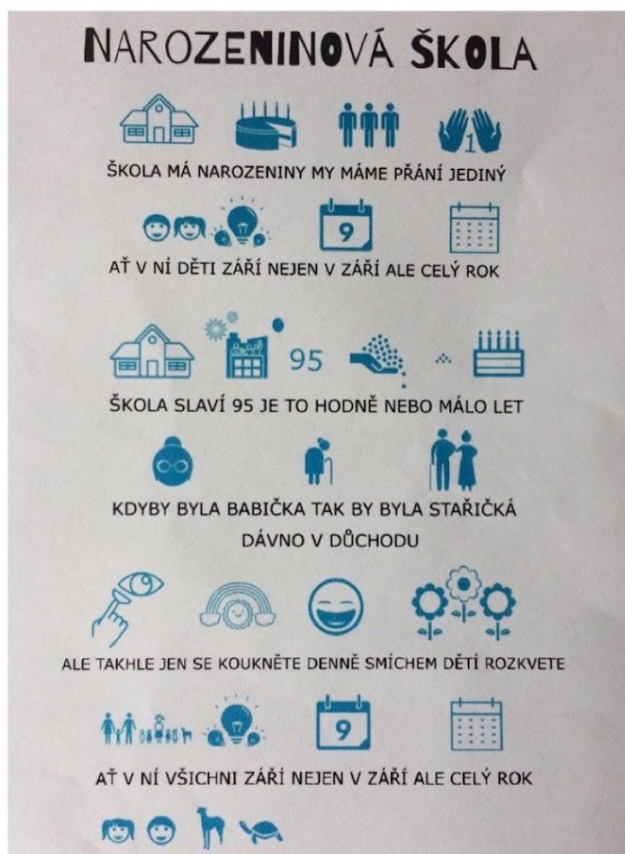 NAROZENINOVÁ ŠKOLA
1
ŠKOLA MÁ NAROZENINY MY MÁME PŘÁNÍ JEDINÝ
9
AŤ V NÍ DĚTI ZÁŘÍ NEJEN V ZÁŘÍ ALE CELÝ ROK
95
ŠKOLA SLAVÍ 95 JE TO HODNĚ NEBO MÁLO LET
KDYBY BYLA BABIČKA TAK BY BYLA STAŘIČKÁ
DÁVNO V DŮCHODU
ALE TAKHLE JEN SE KOUKNĚTE DENNĚ SMÍCHEM DĚTÍ ROZKVETE
9
AŤ V NÍ VŠICHNI ZÁŘÍ NEJEN V ZÁŘÍ ALE CELÝ ROK